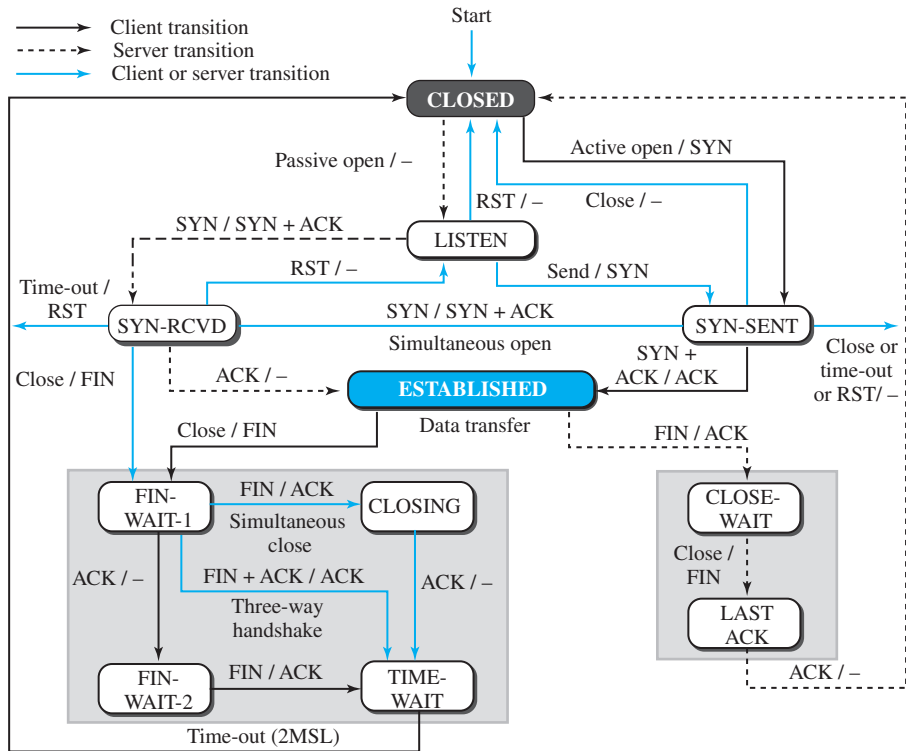 Client transition
Server transition
Client or server transition
Start
CLOSED
Passive open / –
Active open / SYN
RST / –
Close / –
SYN / SYN + ACK
LISTEN
RST / –
Send / SYN
Time-out /
RST
SYN-RCVD
SYN / SYN + ACK
Simultaneous open
SYN-SENT
Close or
time-out
or RST/ –
Close / FIN
ACK / –
SYN +
ACK / ACK
ESTABLISHED
Data transfer
Close / FIN
FIN / ACK
FIN-
WAIT-1
FIN / ACK
Simultaneous
close
CLOSING
CLOSE-
WAIT
ACK / –
FIN + ACK / ACK
Three-way
handshake
ACK / –
Close /
FIN
LAST
ACK
FIN-
WAIT-2
FIN / ACK
TIME-
WAIT
ACK / –
Time-out (2MSL)